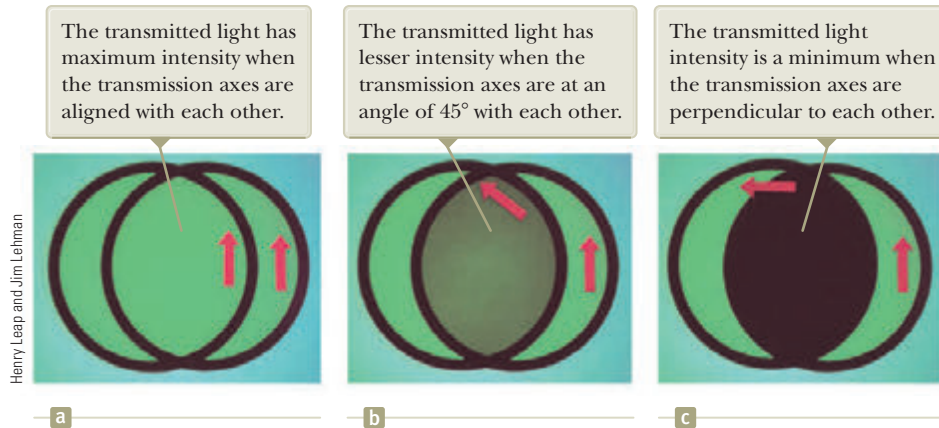 The transmitted light has
maximum intensity when
the transmission axes are
aligned with each other.
The transmitted light has
lesser intensity when the
transmission axes are at an
angle of 45° with each other.
The transmitted light
intensity is a minimum when
the transmission axes are
perpendicular to each other.
Henry Leap and Jim Lehman
a
b
c